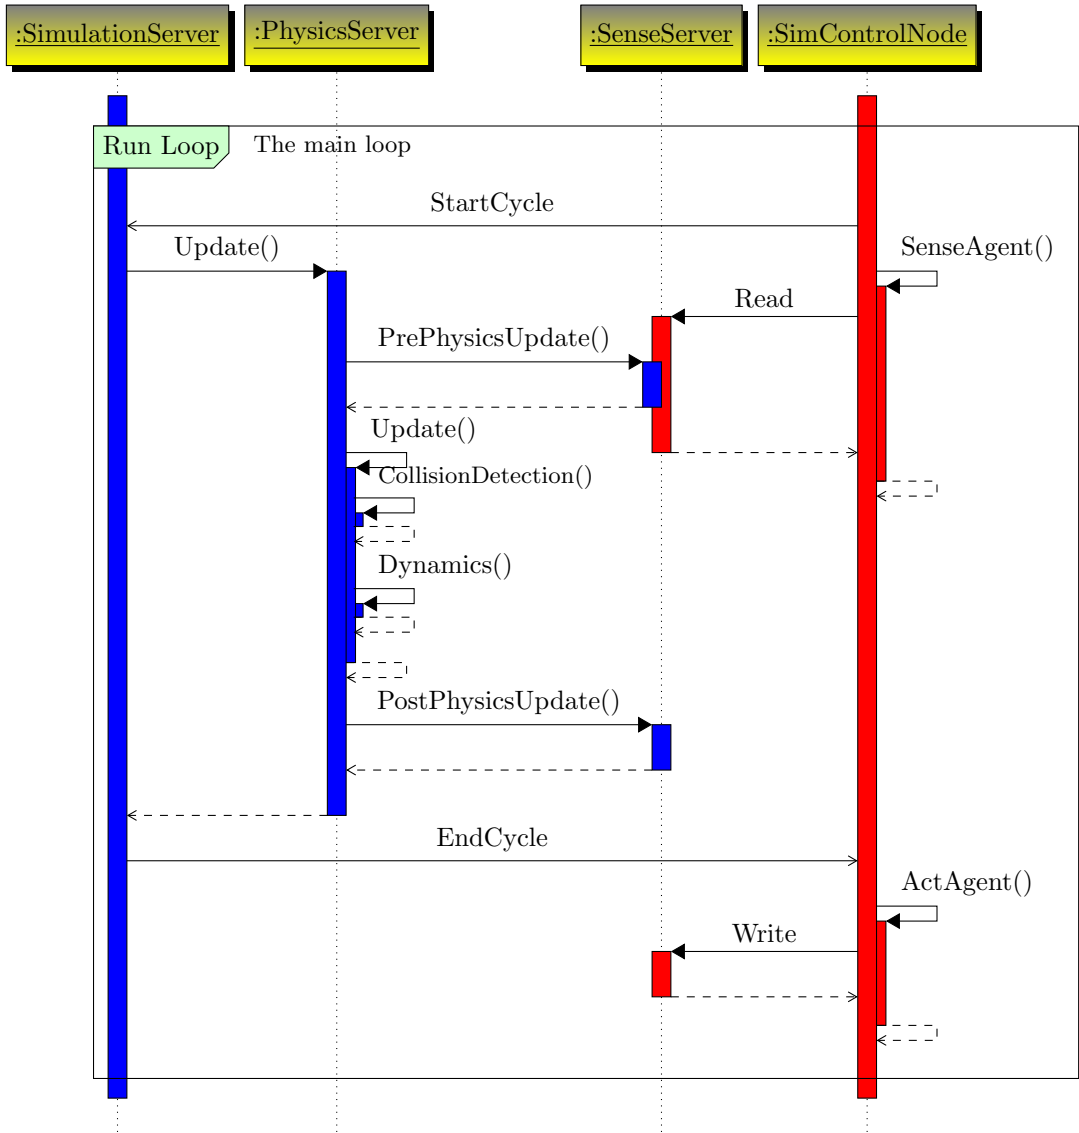 :SimulationServer
:PhysicsServer
:SenseServer
:SimControlNode
Run Loop
The main loop
StartCycle
Update()
SenseAgent()
Read
PrePhysicsUpdate()
Update()
CollisionDetection()
Dynamics()
PostPhysicsUpdate()
EndCycle
ActAgent()
Write